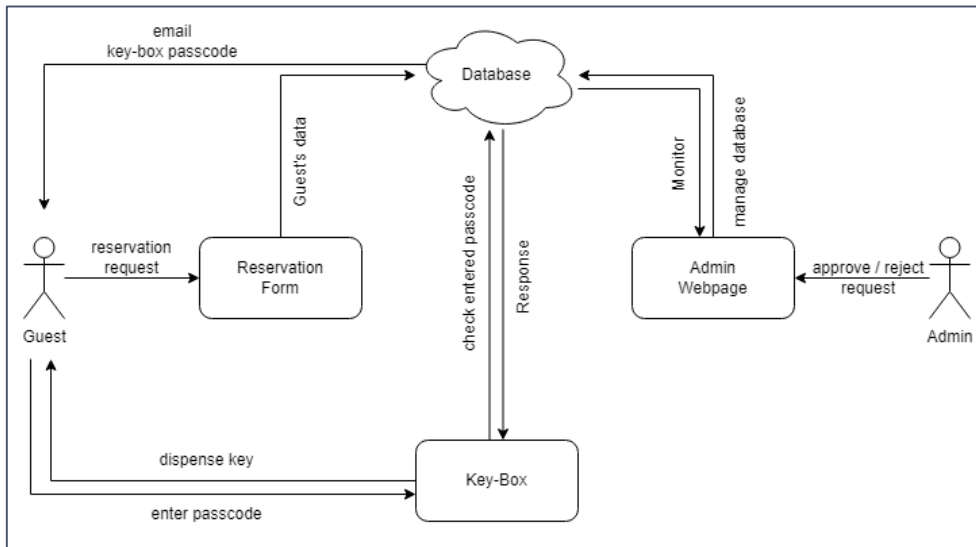 email
key-box passcode
Database
Guest's data
Monitor
manage database
reservation
request
Reservation
Form
check entered passcode
Response
Admin
Webpage
approve / reject
request
Guest
Admin
dispense key
Key-Box
enter passcode